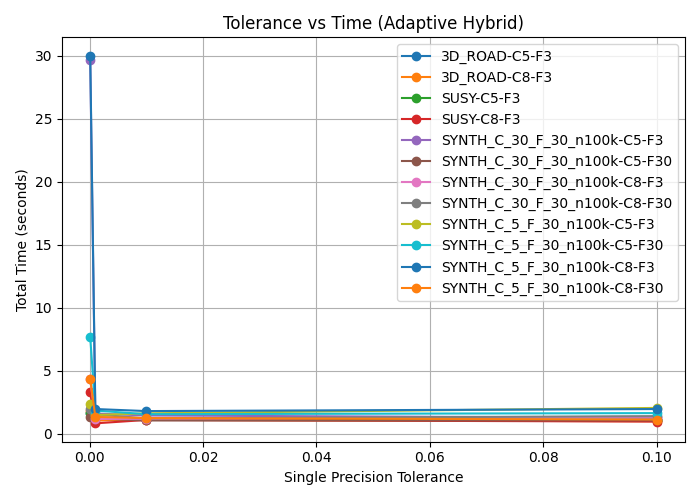 Tolerance vs Time (Adaptive Hybrid)
Total Time (seconds)
30
25
20
15
10
5
0
0.00
0.02
0.04
0.06
0.08
0.10
Single Precision Tolerance
3D_ROAD-C5-F3
3D_ROAD-C8-F3
SUSY-C5-F3
SUSY-C8-F3
SYNTH_C_30_F_30_n100k-C5-F3
SYNTH_C_30_F_30_n100k-C5-F30
SYNTH_C_30_F_30_n100k-C8-F3
SYNTH_C_30_F_30_n100k-C8-F30
SYNTH_C_5_F_30_n100k-C5-F3
SYNTH_C_5_F_30_n100k-C5-F30
SYNTH_C_5_F_30_n100k-C8-F3
SYNTH_C_5_F_30_n100k-C8-F30